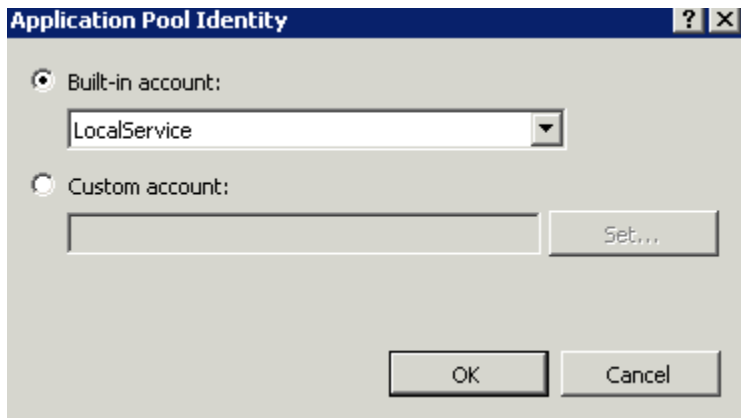 Application Pool Identity
Built-in account:
LocalService
Custom account:
Set...
OK Cancel